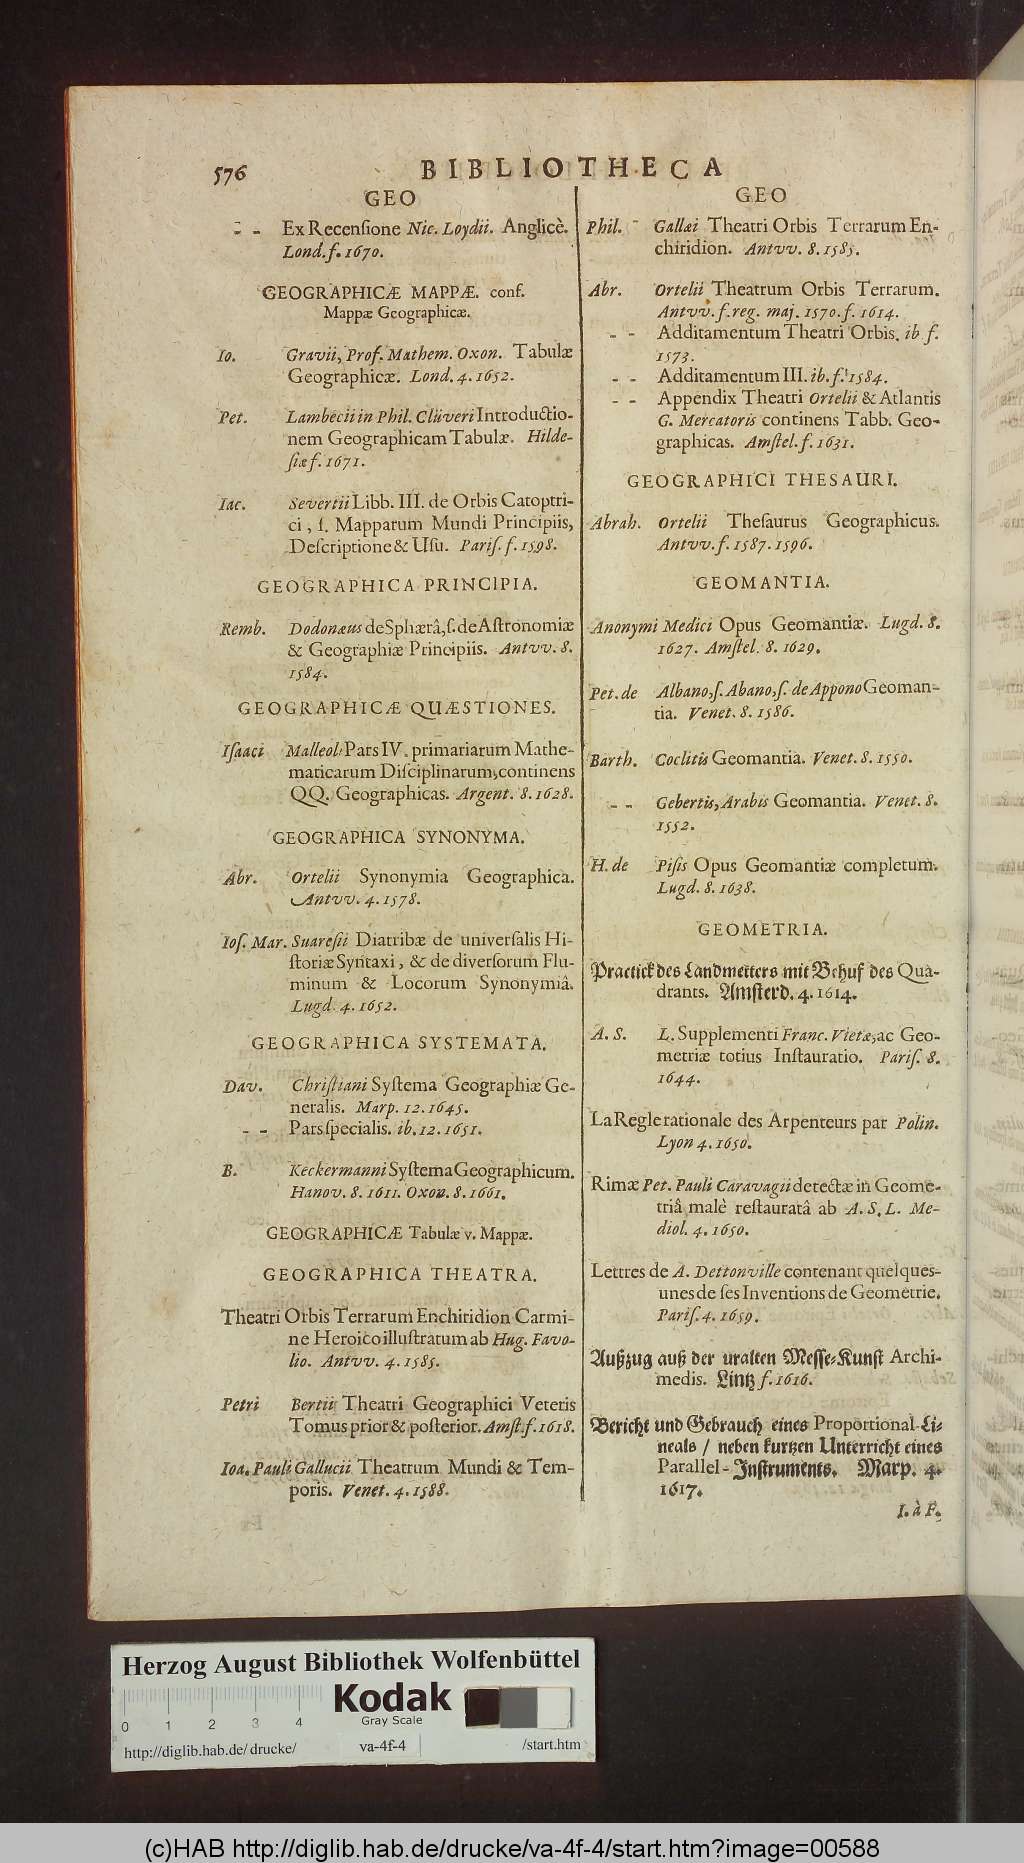 576
BIBLIOTHECA
GEO
- - Ex Recenſione Nic. Loydii. Anglicè.
Lond. f. 1670.
GEOGRAPHICÆ MAPPÆ. conf.
Mappæ Geographicæ.
Io. Gravii, Prof. Mathem. Oxon. Tabulæ
Geographicæ. Lond. 4. 1652.
Pet. Lambecii in Phil. Clüveri Introductio-
nem Geographicam Tabulæ. Hilde-
ſiæ f. 1671.
Iac. Severtii Libb. III. de Orbis Catoptri-
ci, ſ. Mapparum Mundi Principiis,
Deſcriptione & Uſu. Pariſ. f. 1598.
GEOGRAPHICA PRINCIPIA.
Remb. Dodonæus de Sphærâ, ſ. de Aſtronomiæ
& Geographiæ Principiis. Antvv. 8.
1584.
GEOGRAPHICÆ QUÆSTIONES.
Iſaaci Malleoli Pars IV. primariarum Mathe-
maticarum Diſciplinarum, continens
QQ. Geographicas. Argent. 8. 1628.
GEOGRAPHICA SYNONYMA.
Abr. Ortelii Synonymia Geographica.
Antvv. 4. 1578.
Ioſ. Mar. Suareſii Diatribæ de univerſalis Hi-
ſtoriæ Syntaxi, & de diverſorum Flu-
minum & Locorum Synonymiâ.
Lugd. 4. 1652.
GEOGRAPHICA SYSTEMATA.
Dav. Chriſtiani Syſtema Geographiæ Ge-
neralis. Marp. 12. 1645.
- - Pars ſpecialis. ib. 12. 1651.
B. Keckermanni Syſtema Geographicum.
Hanov. 8. 1611. Oxon. 8. 1661.
GEOGRAPHICÆ Tabulæ v. Mappæ.
GEOGRAPHICA THEATRA.
Theatri Orbis Terrarum Enchiridion Carmi-
ne Heroico illuſtratum ab Hug. Favo-
lio. Antvv. 4. 1585.
Petri Bertii Theatri Geographici Veteris
Tomus prior & poſterior. Amſt. f. 1618.
Ioa. Pauli Gallucii Theatrum Mundi & Tem-
poris. Venet. 4. 1588.
GEO
Phil. Gallæi Theatri Orbis Terrarum En-
chiridion. Antvv. 8. 1585.
Abr. Ortelii Theatrum Orbis Terrarum.
Antvv. f. reg. maj. 1570. f. 1614.
- - Additamentum Theatri Orbis. ib f.
1573.
- - Additamentum III. ib. f. 1584.
- - Appendix Theatri Ortelii & Atlantis
G. Mercatoris continens Tabb. Geo-
graphicas. Amſtel. f. 1631.
GEOGRAPHICI THESAURI.
Abrah. Ortelii Theſaurus Geographicus.
Antvv. f. 1587. 1596.
GEOMANTIA.
Anonymi Medici Opus Geomantiæ. Lugd. 8.
1627. Amſtel. 8. 1629.
Pet. de Albano, ſ. Abano, ſ. de Appono Geoman-
tia. Venet. 8. 1586.
Barth. Coclitis Geomantia. Venet. 8. 1550.
- - Gebertis, Arabis Geomantia. Venet. 8.
1552.
H. de Piſis Opus Geomantiæ completum.
Lugd. 8. 1638.
GEOMETRIA.
Practick des Landmetters mit Behuf des Qua-
drants. Amſterd. 4. 1614.
A. S. L. Supplementi Franc. Vietæ, ac Geo-
metriæ totius Inſtauratio. Pariſ. 8.
1644.
La Regle rationale des Arpenteurs par Polin.
Lyon 4. 1650.
Rimæ Pet. Pauli Caravagii detectæ in Geome-
triâ malè reſtauratâ ab A. S. L. Me-
diol. 4. 1650.
Lettres de A. Dettonville contenant quelques-
unes de ſes Inventions de Geometrie.
Pariſ. 4. 1659.
Außzug auß der uralten Meſſe-Kunſt Archi-
medis. Lintz f. 1616.
Bericht und Gebrauch eines Proportional-Li-
neals / neben kurtzen Unterricht eines
Parallel-Inſtruments. Marp. 4.
1617.
I. à F.
Herzog August Bibliothek Wolfenbüttel
Kodak
Gray Scale
0 1 2 3 4
http://diglib.hab.de/drucke/ va-4f-4 /start.htm
(c)HAB http://diglib.hab.de/drucke/va-4f-4/start.htm?image=00588